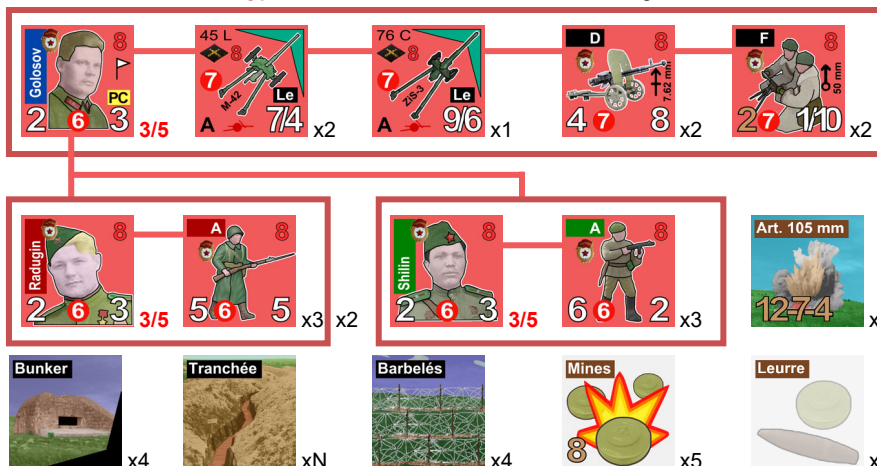 Golosov 8 PC 2 6 3 3/5
45 L 8 7 M-42 Le A 7/4 x2
76 C 8 7 ZiS-3 Le A 9/6 x1
D 8 7.62 mm 4 7 8 x2
F 8 50 mm 2 7 1/10 x2
Radugin 8 2 6 3 3/5
A 8 5 6 5 x3 x2
Shilin 8 2 6 3 3/5
A 8 6 6 2 x3
Art. 105 mm 12-7-4 x
Bunker x4
Tranchée xN
Barbelés x4
Mines 8 x5
Leurre x